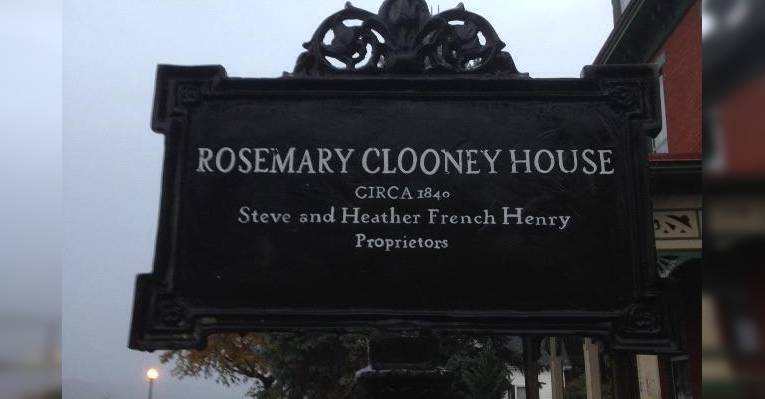 ROSEMARY CLOONEY HOUSE
CIRCA 1840
Steve and Heather French Henry
Proprietors